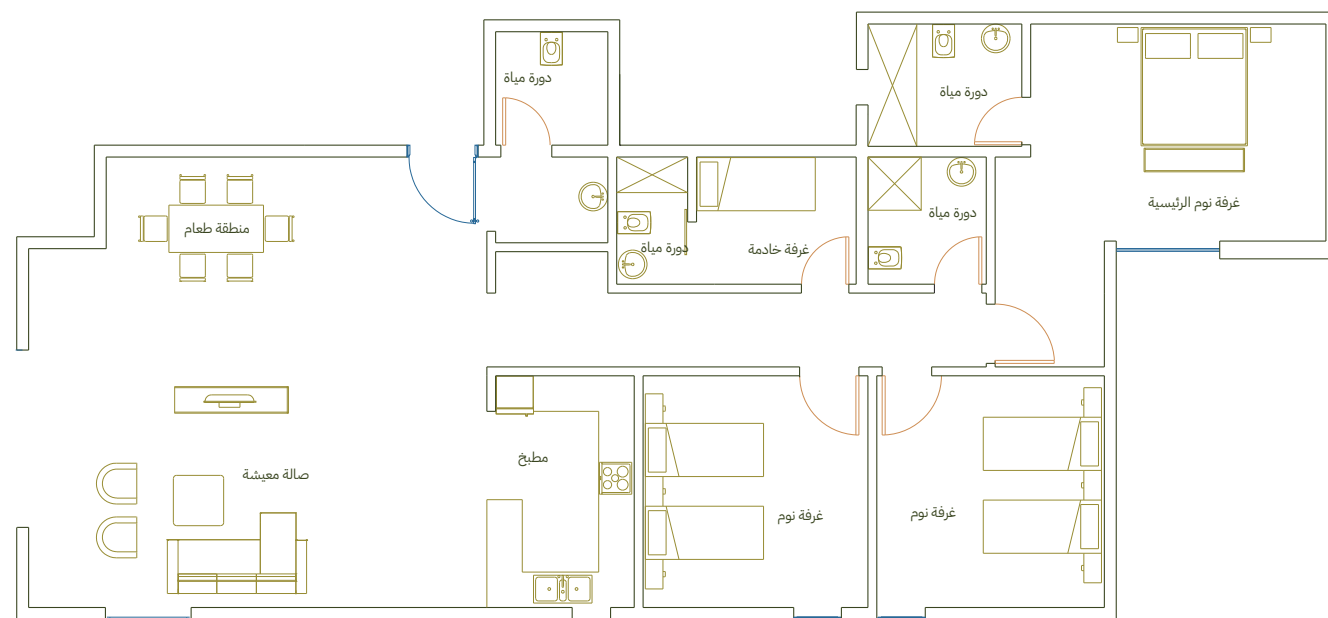 دورة مياة
دورة مياة
منطقة طعام
دورة مياة
غرفة خادمة
دورة مياة
غرفة نوم الرئيسية
صالة معيشة
مطبخ
غرفة نوم
غرفة نوم